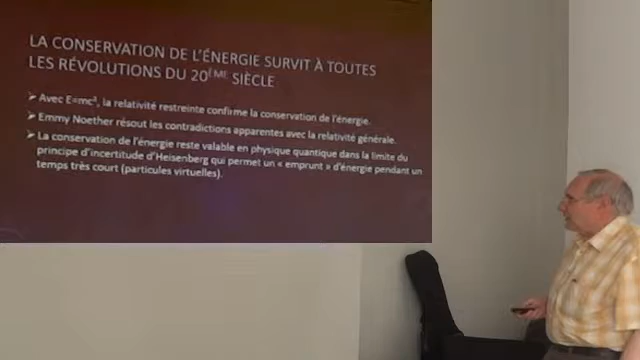 LA CONSERVATION DE L'ÉNERGIE SURVIT À TOUTES
LES RÉVOLUTIONS DU 20ÈME SIÈCLE
➢ Avec E=mc², la relativité restreinte confirme la conservation de l'énergie.
➢ Emmy Noether résout les contradictions apparentes avec la relativité générale.
➢ La conservation de l'énergie reste valable en physique quantique dans la limite du
principe d'incertitude d'Heisenberg qui permet un « emprunt » d'énergie pendant un
temps très court (particules virtuelles).